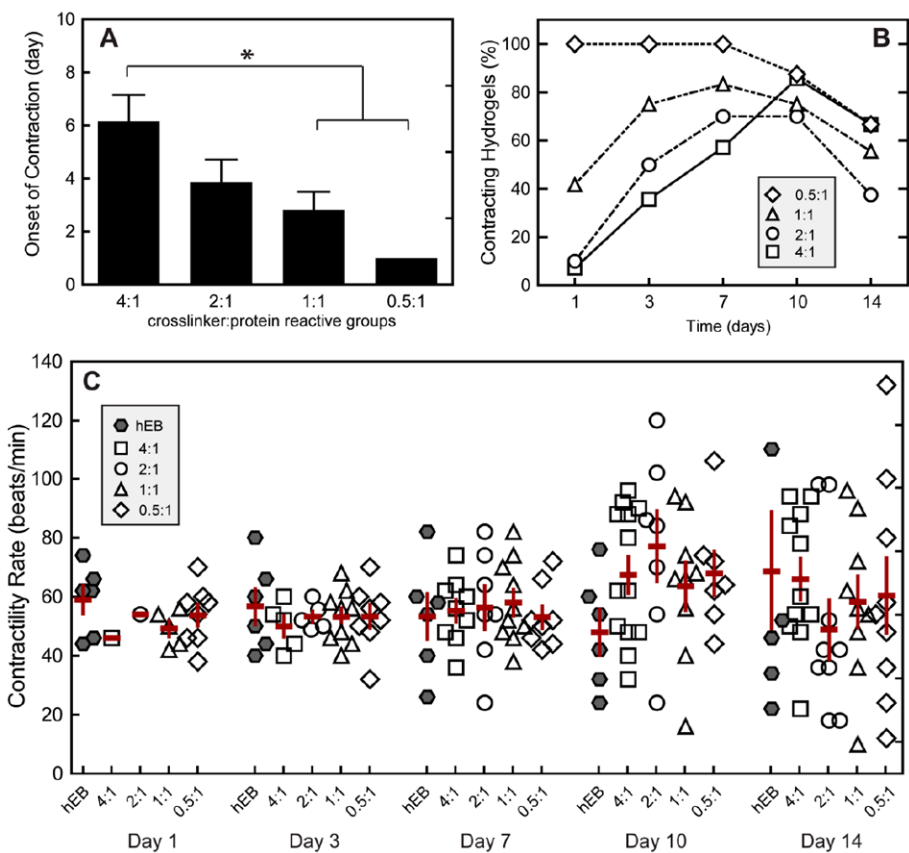 A
Onset of Contraction (day)
10
8
6
4
2
0
*
4:1 2:1 1:1 0.5:1
crosslinker:protein reactive groups
B
Contracting Hydrogels (%)
100
80
60
40
20
0
0.5:1
1:1
2:1
4:1
1 3 7 10 14
Time (days)
C
Contractility Rate (beats/min)
140
120
100
80
60
40
20
0
hEB
4:1
2:1
1:1
0.5:1
hEB 4:1 2:1 1:1 0.5:1 hEB 4:1 2:1 1:1 0.5:1 hEB 4:1 2:1 1:1 0.5:1 hEB 4:1 2:1 1:1 0.5:1 hEB 4:1 2:1 1:1 0.5:1
Day 1 Day 3 Day 7 Day 10 Day 14